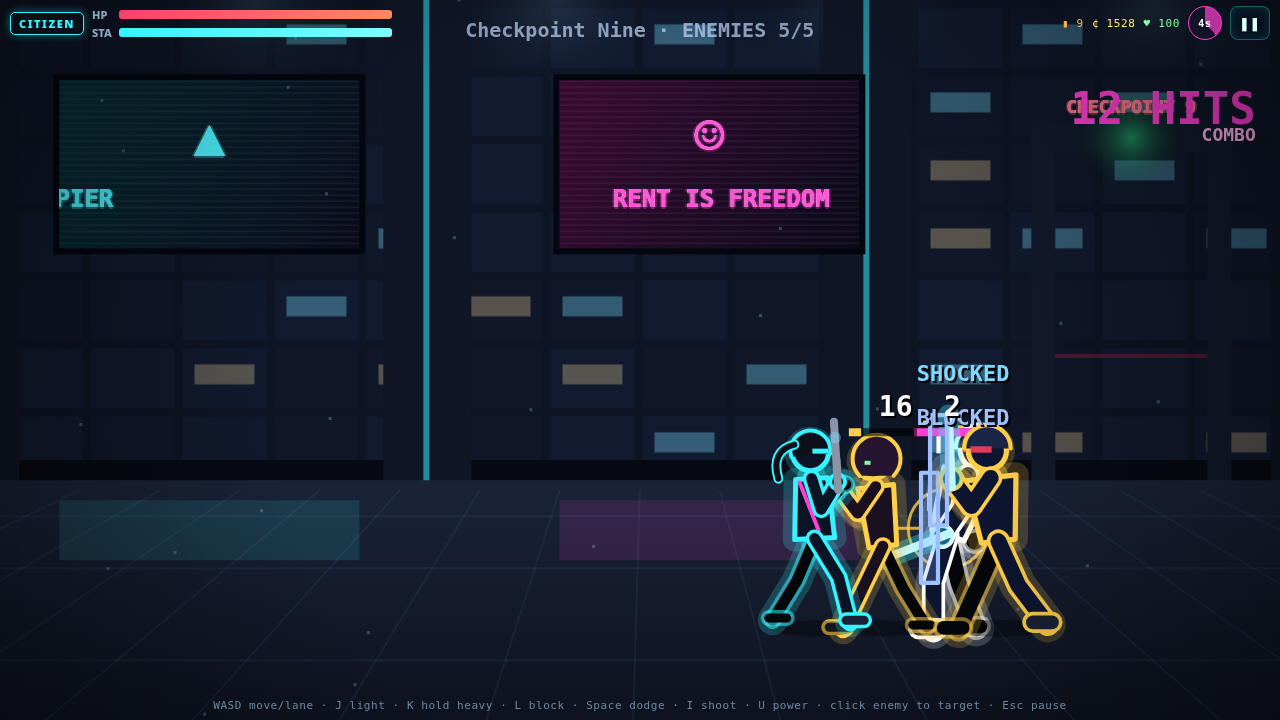 CITIZEN
HP
STA
Checkpoint Nine · ENEMIES 5/5
▮ 9 ¢ 1528 ♥ 100
4s
CHECKPOINT 9
12 HITS
COMBO
PIER
RENT IS FREEDOM
SHOCKED
16
2
BLOCKED
WASD move/lane · J light · K hold heavy · L block · Space dodge · I shoot · U power · click enemy to target · Esc pause